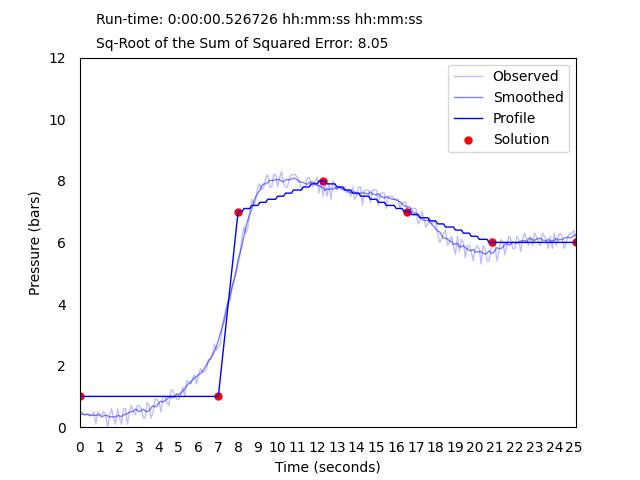 Run-time: 0:00:00.526726 hh:mm:ss hh:mm:ss
Sq-Root of the Sum of Squared Error: 8.05
12
10
8
6
4
2
0
Pressure (bars)
Observed
Smoothed
Profile
Solution
0 1 2 3 4 5 6 7 8 9 10 11 12 13 14 15 16 17 18 19 20 21 22 23 24 25
Time (seconds)